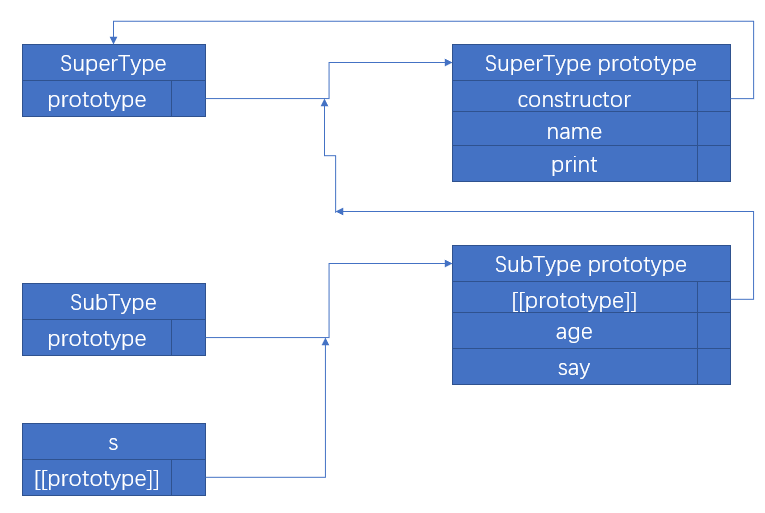 SuperType
prototype
SuperType prototype
constructor
name
print
SubType
prototype
SubType prototype
[[prototype]]
age
say
s
[[prototype]]